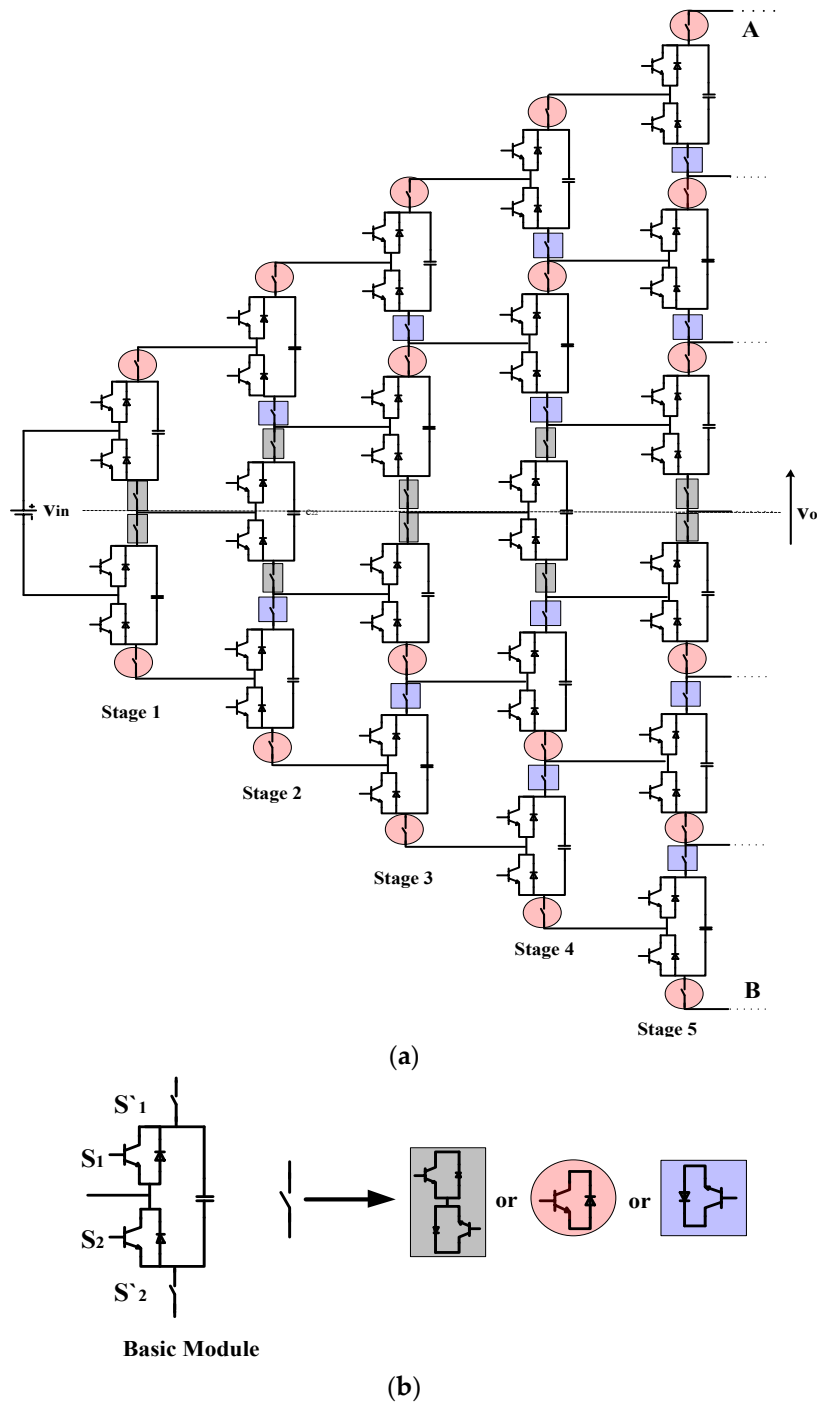 A
Vin
Vo
Stage 1
Stage 2
Stage 3
Stage 4
B
Stage 5
(a)
S`1
S1
S2
S`2
or
or
Basic Module
(b)